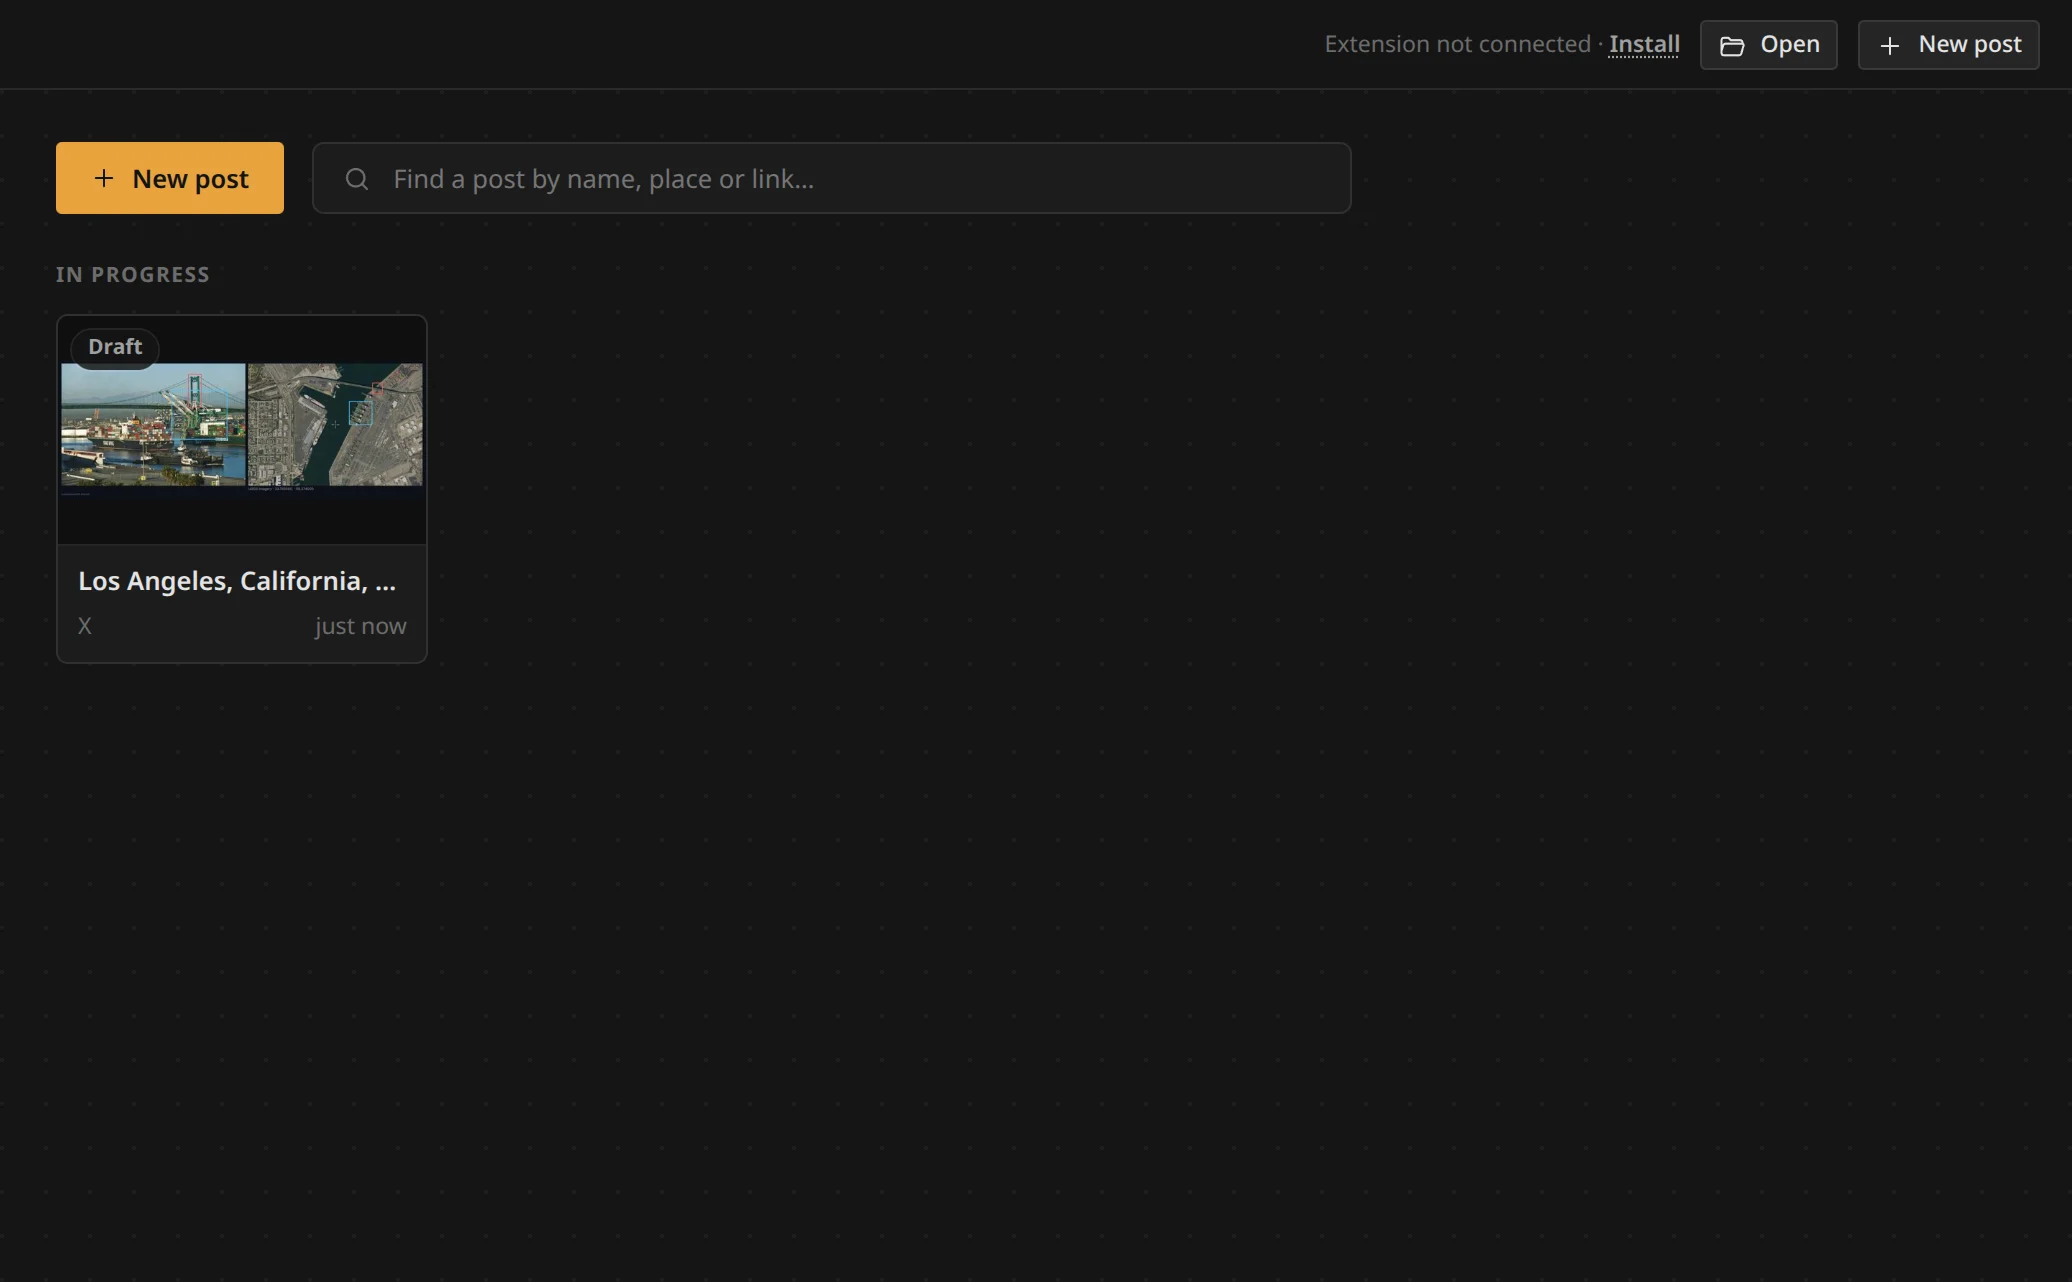 Extension not connected · Install
Open
New post
New post
Find a post by name, place or link...
IN PROGRESS
Draft
Los Angeles, California, ...
X
just now